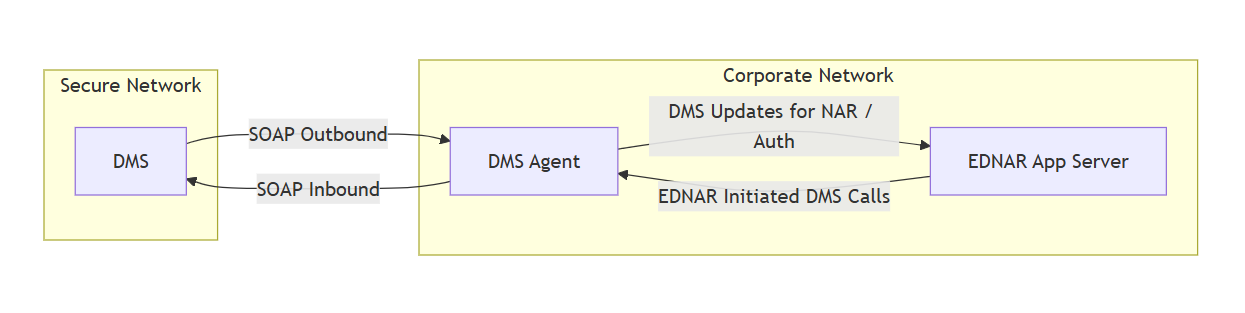 Secure Network
DMS
SOAP Outbound
SOAP Inbound
Corporate Network
DMS Agent
DMS Updates for NAR /
Auth
EDNAR Initiated DMS Calls
EDNAR App Server